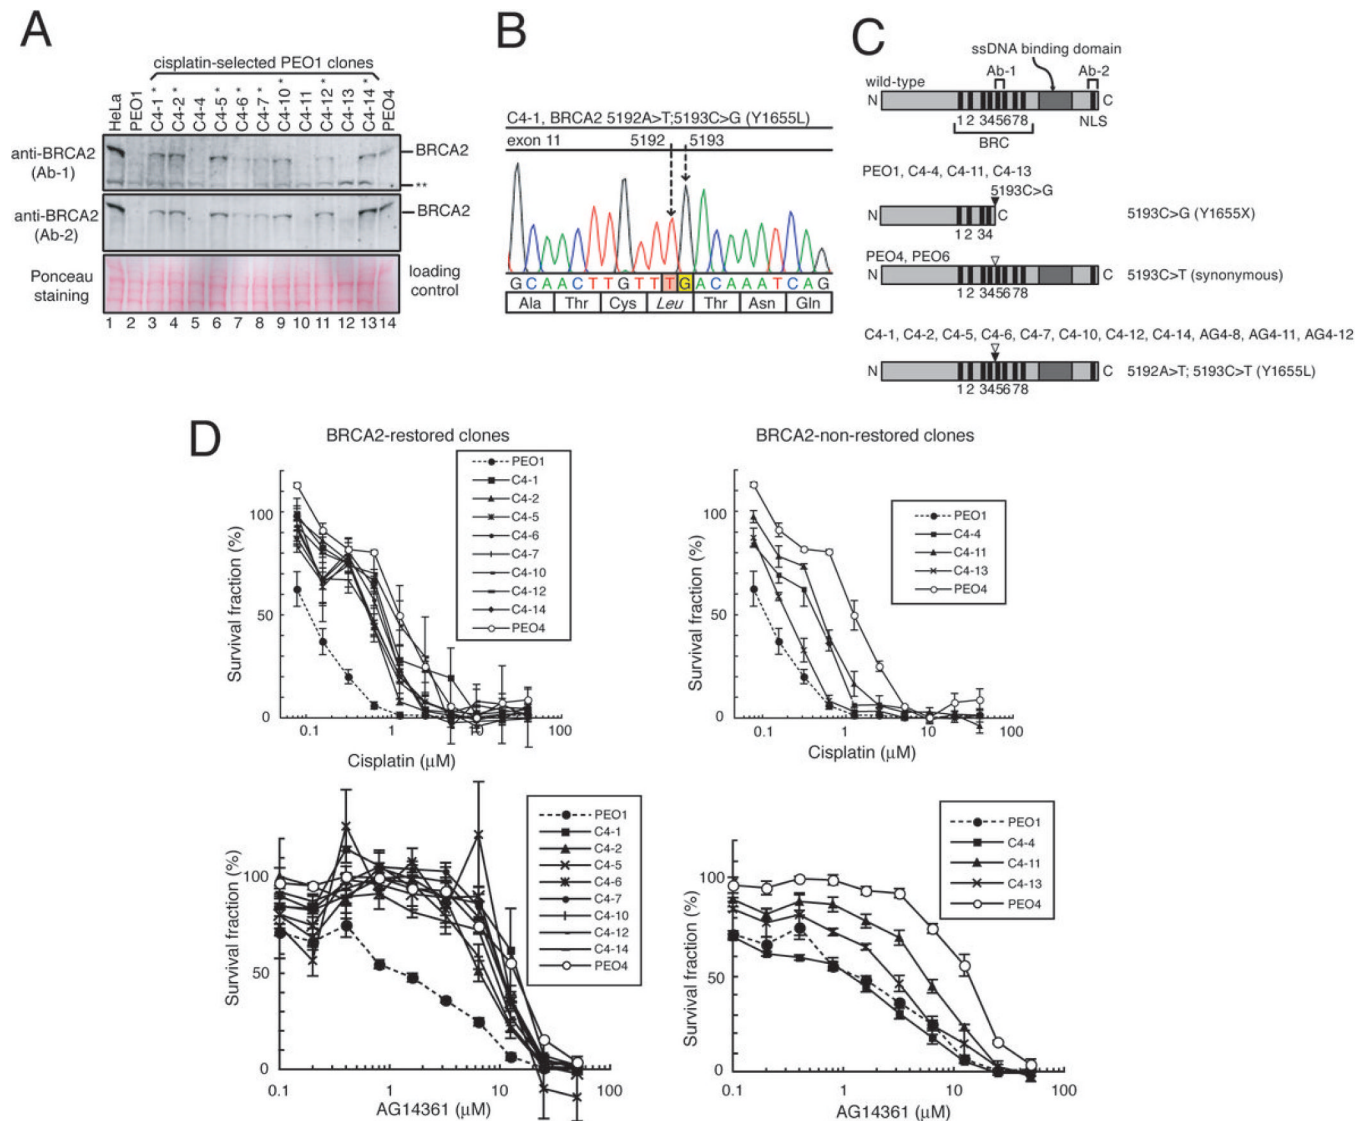 A
cisplatin-selected PEO1 clones
HeLa
PEO1
C4-1 *
C4-2 *
C4-4
C4-5 *
C4-6 *
C4-7 *
C4-10 *
C4-11
C4-12 *
C4-13
C4-14 *
PEO4
anti-BRCA2
(Ab-1)
BRCA2
**
anti-BRCA2
(Ab-2)
BRCA2
Ponceau
staining
loading
control
1 2 3 4 5 6 7 8 9 10 11 12 13 14
B
C4-1, BRCA2 5192A>T;5193C>G (Y1655L)
exon 11 5192 5193
G C A A C T T G T T T G A C A A A T C A G
Ala Thr Cys Leu Thr Asn Gln
C
ssDNA binding domain
wild-type Ab-1 Ab-2
N C
1 2 345678 NLS
BRC
PEO1, C4-4, C4-11, C4-13
5193C>G
N C 5193C>G (Y1655X)
1 2 34
PEO4, PEO6
N C 5193C>T (synonymous)
1 2 345678
C4-1, C4-2, C4-5, C4-6, C4-7, C4-10, C4-12, C4-14, AG4-8, AG4-11, AG4-12
N C 5192A>T; 5193C>T (Y1655L)
1 2 345678
D
BRCA2-restored clones
PEO1
C4-1
C4-2
C4-5
C4-6
C4-7
C4-10
C4-12
C4-14
PEO4
Survival fraction (%)
100
50
0
0.1 1 10 100
Cisplatin (μM)
BRCA2-non-restored clones
PEO1
C4-4
C4-11
C4-13
PEO4
Survival fraction (%)
100
50
0
0.1 1 10 100
Cisplatin (μM)
PEO1
C4-1
C4-2
C4-5
C4-6
C4-7
C4-10
C4-12
C4-14
PEO4
Survival fraction (%)
100
50
0
0.1 1 10 100
AG14361 (μM)
PEO1
C4-4
C4-11
C4-13
PEO4
Survival fraction (%)
100
50
0
0.1 1 10 100
AG14361 (μM)